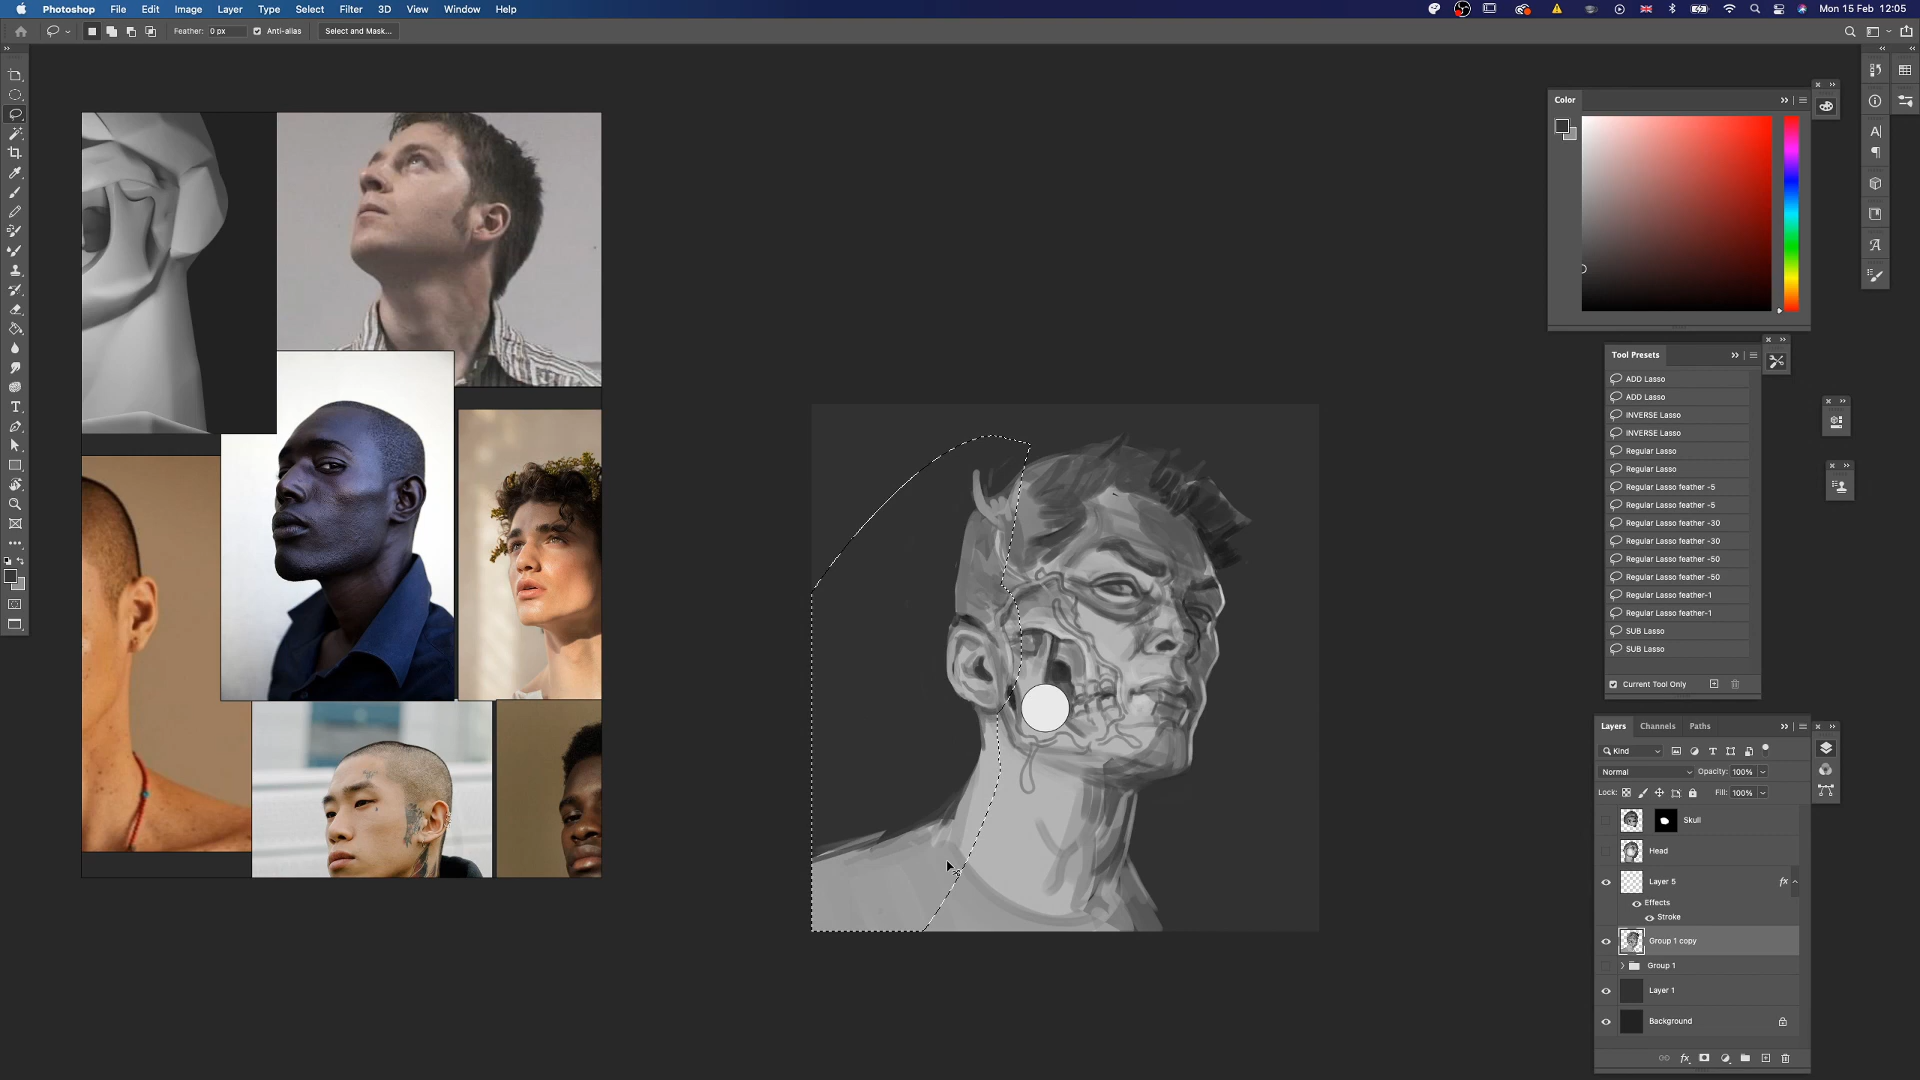 Photoshop File Edit Image Layer Type Select Filter 3D View Window Help Mon 15 Feb 12:05
Feather: 0 px Anti-alias Select and Mask...
Color
Tool Presets
ADD Lasso
ADD Lasso
INVERSE Lasso
INVERSE Lasso
Regular Lasso
Regular Lasso
Regular Lasso feather -5
Regular Lasso feather -5
Regular Lasso feather -30
Regular Lasso feather -30
Regular Lasso feather -50
Regular Lasso feather -50
Regular Lasso feather-1
Regular Lasso feather-1
SUB Lasso
SUB Lasso
Current Tool Only
Layers Channels Paths
Kind
Normal Opacity: 100%
Lock: Fill: 100%
Skull
Head
Layer 5 fx
Effects
Stroke
Group 1 copy
Group 1
Layer 1
Background
fx